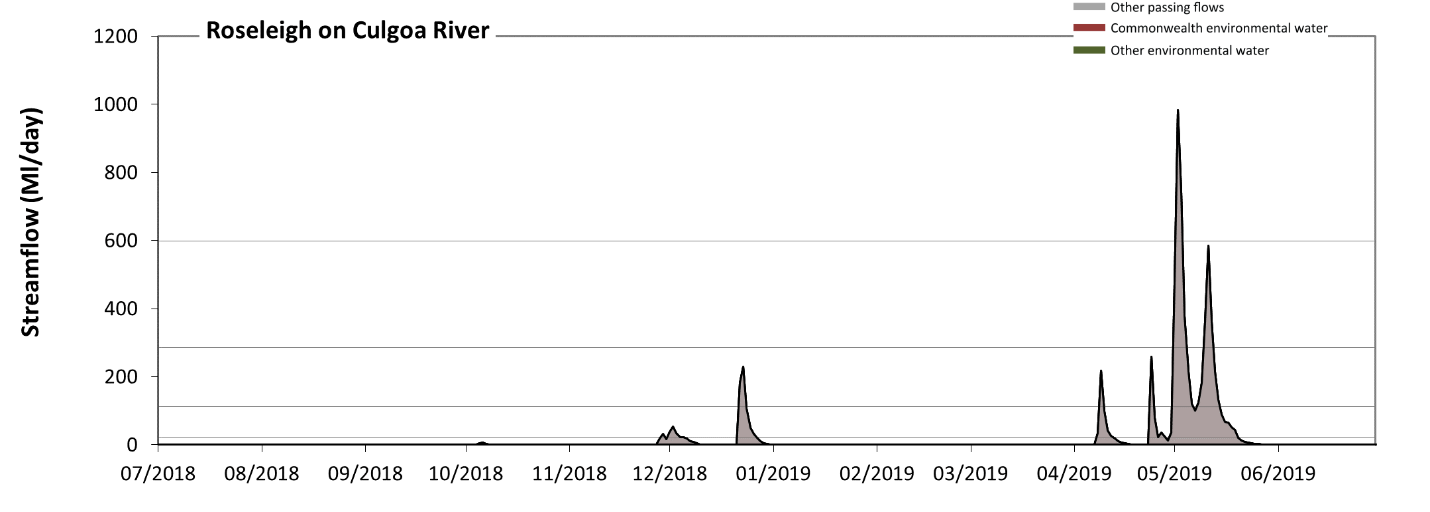 Other passing flows
Commonwealth environmental water
Other environmental water
Roseleigh on Culgoa River
Streamflow (Ml/day)
1200
1000
800
600
400
200
0
07/2018 08/2018 09/2018 10/2018 11/2018 12/2018 01/2019 02/2019 03/2019 04/2019 05/2019 06/2019